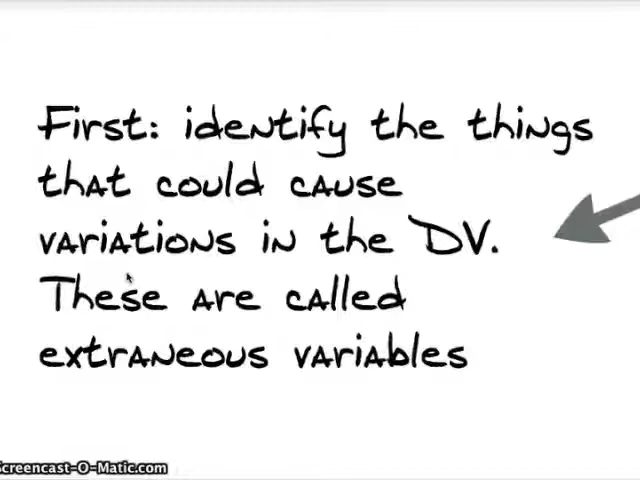 First: identify the things
that could cause
variations in the DV.
These are called
extraneous variables
Screencast-O-Matic.com